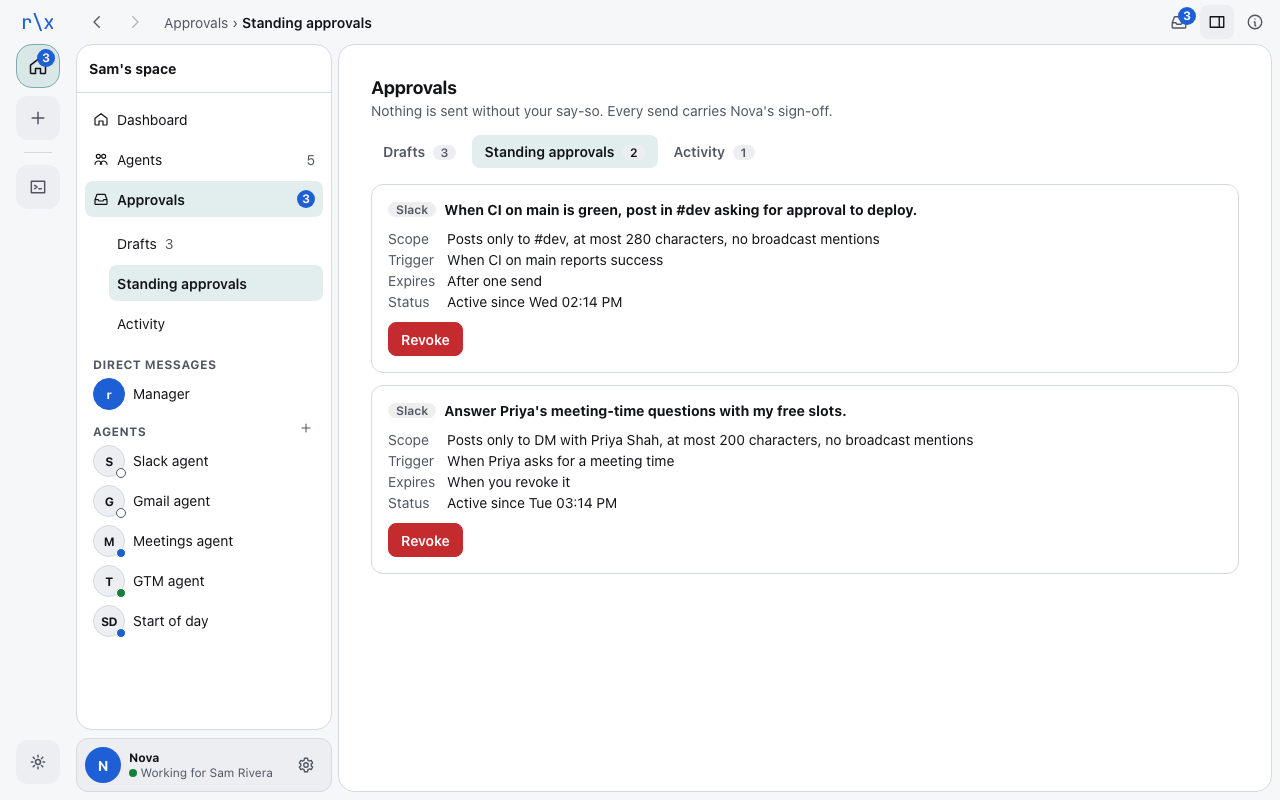 r\x
Approvals › Standing approvals
3
3
Sam's space
Dashboard
Agents 5
Approvals 3
Drafts 3
Standing approvals
Activity
DIRECT MESSAGES
r Manager
AGENTS
S Slack agent
G Gmail agent
M Meetings agent
T GTM agent
SD Start of day
N Nova
Working for Sam Rivera
Approvals
Nothing is sent without your say-so. Every send carries Nova's sign-off.
Drafts 3 Standing approvals 2 Activity 1
Slack When CI on main is green, post in #dev asking for approval to deploy.
Scope Posts only to #dev, at most 280 characters, no broadcast mentions
Trigger When CI on main reports success
Expires After one send
Status Active since Wed 02:14 PM
Revoke
Slack Answer Priya's meeting-time questions with my free slots.
Scope Posts only to DM with Priya Shah, at most 200 characters, no broadcast mentions
Trigger When Priya asks for a meeting time
Expires When you revoke it
Status Active since Tue 03:14 PM
Revoke